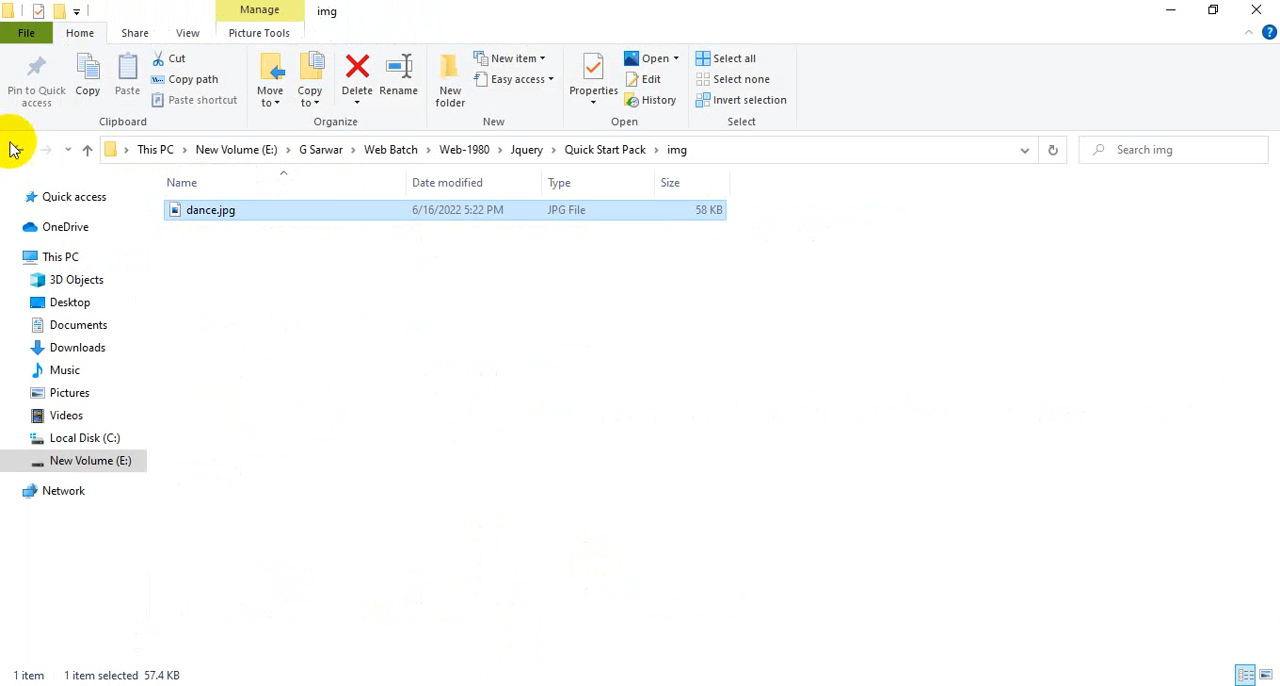 Manage
img
File
Home
Share
View
Picture Tools
Pin to Quick access
Copy
Paste
Cut
Copy path
Paste shortcut
Clipboard
Move to
Copy to
Delete
Rename
Organize
New folder
New item
Easy access
New
Properties
Open
Edit
History
Open
Select all
Select none
Invert selection
Select
This PC > New Volume (E:) > G Sarwar > Web Batch > Web-1980 > Jquery > Quick Start Pack > img
Search img
Name
Date modified
Type
Size
dance.jpg
6/16/2022 5:22 PM
JPG File
58 KB
Quick access
OneDrive
This PC
3D Objects
Desktop
Documents
Downloads
Music
Pictures
Videos
Local Disk (C:)
New Volume (E:)
Network
1 item
1 item selected 57.4 KB